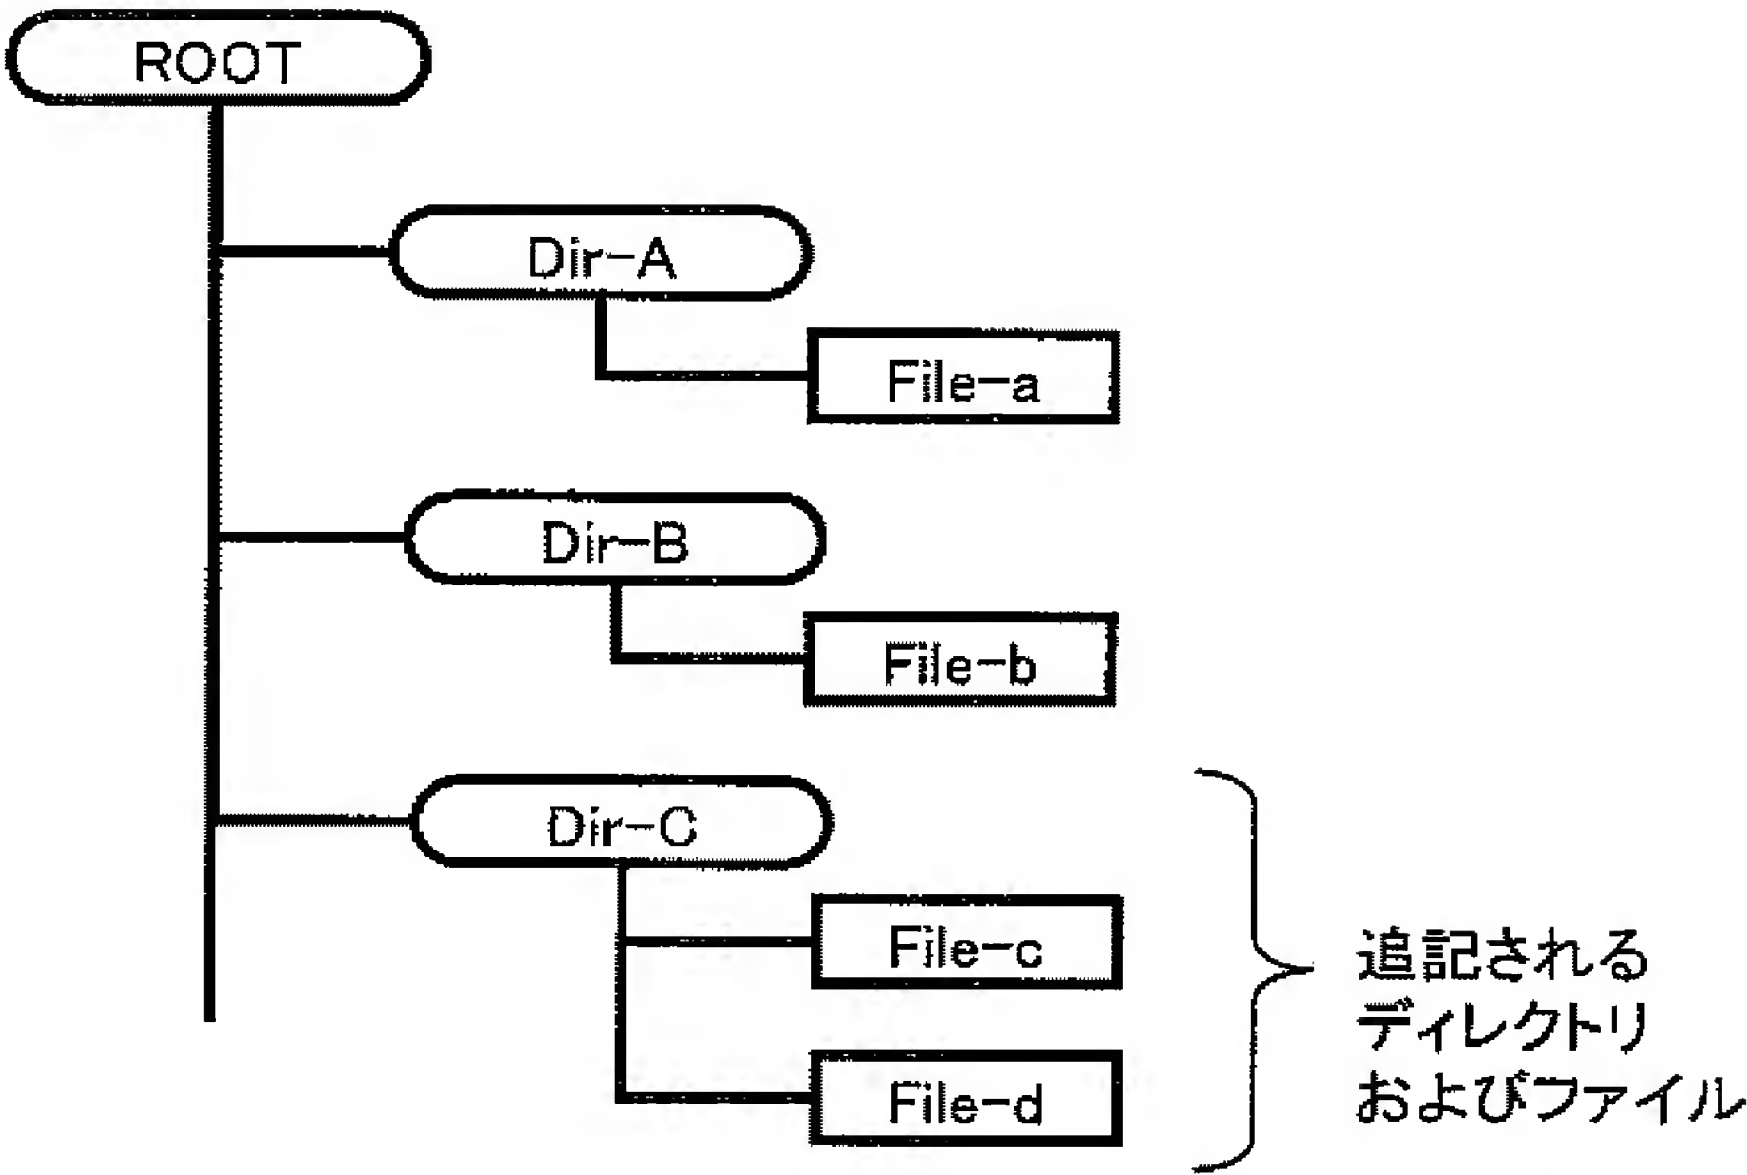 ROOT
Dir-A
File-a
Dir-B
File-b
Dir-C
File-c
File-d
追記される
ディレクトリ
およびファイル